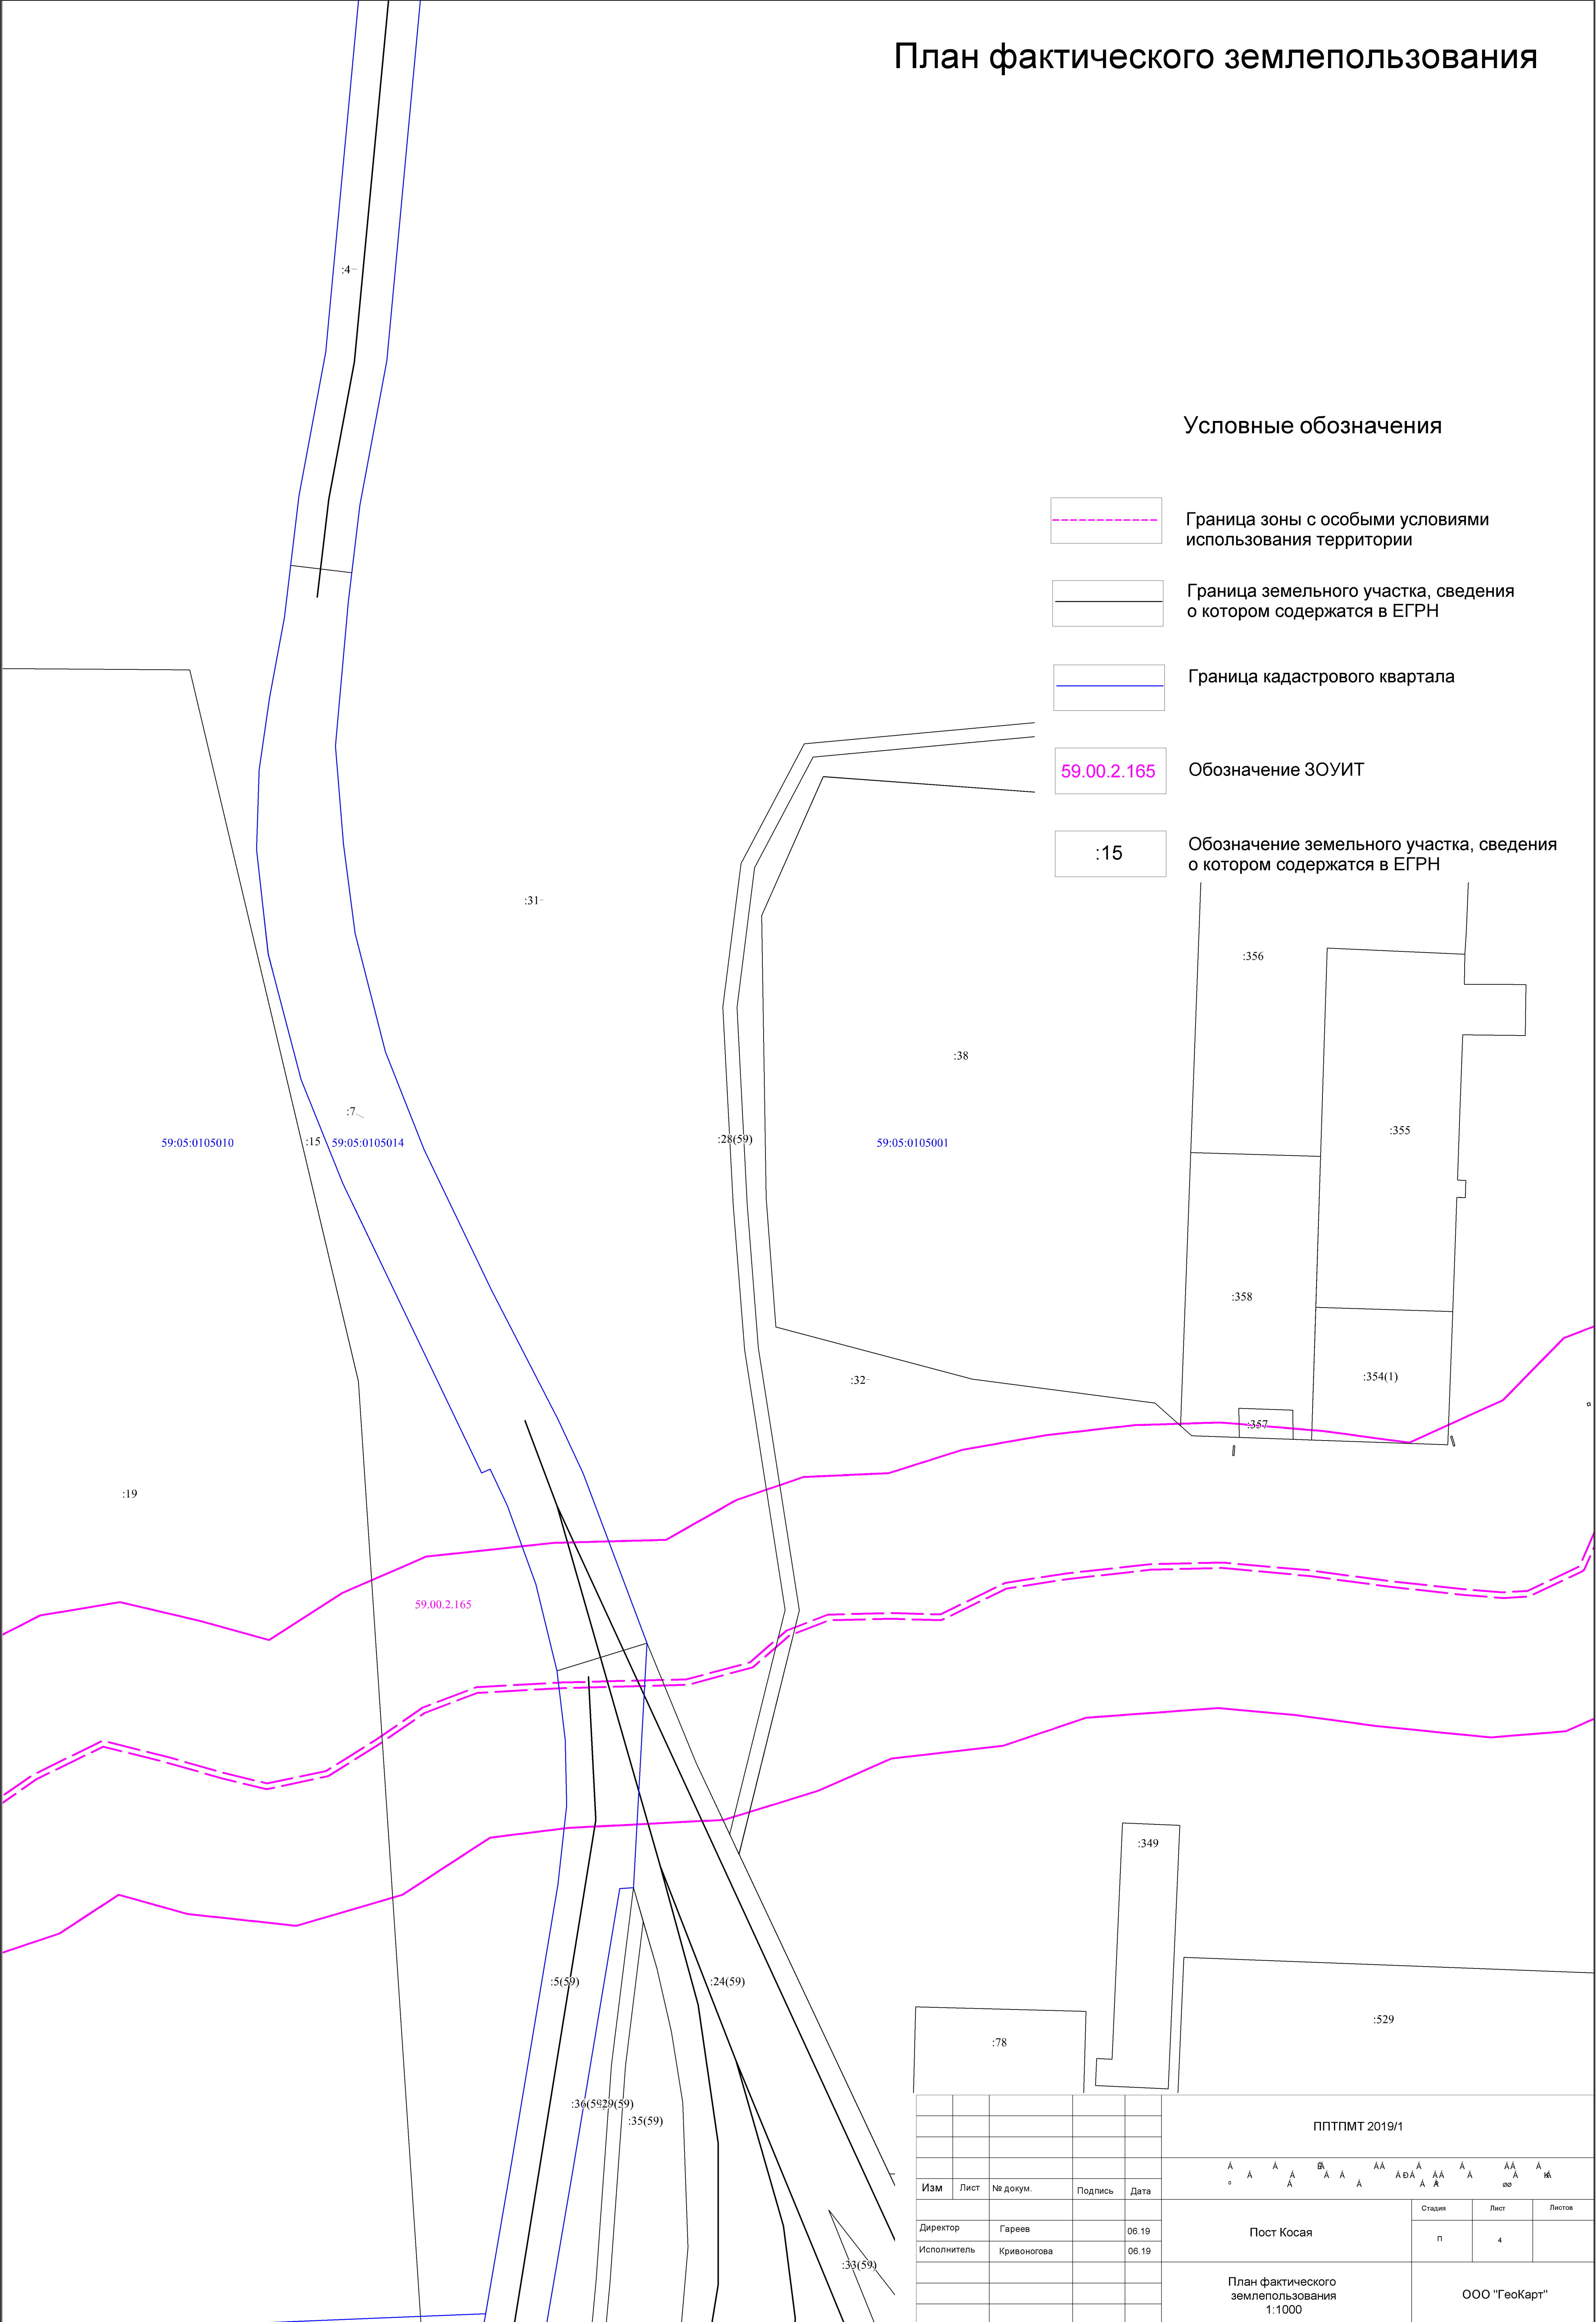 План фактического землепользования
:4
Условные обозначения
Граница зоны с особыми условиями
использования территории
Граница земельного участка, сведения
о котором содержатся в ЕГРН
Граница кадастрового квартала
59.00.2.165
Обозначение ЗОУИТ
:15
Обозначение земельного участка, сведения
о котором содержатся в ЕГРН
:31
:356
:38
:7
:355
59:05:0105010
:15
59:05:0105014
:28(59)
59:05:0105001
:358
:32
:354(1)
:357
:19
59.00.2.165
:349
:5(59)
:24(59)
:529
:78
:36(59)
:29(59)
:35(59)
:33(59)
ППТПМТ 2019/1
Изм
Лист
№ докум.
Подпись
Дата
Директор
Гареев
06.19
Исполнитель
Кривоногова
06.19
Пост Косая
Стадия
Лист
Листов
П
4
План фактического
землепользования
1:1000
ООО "ГеоКарт"